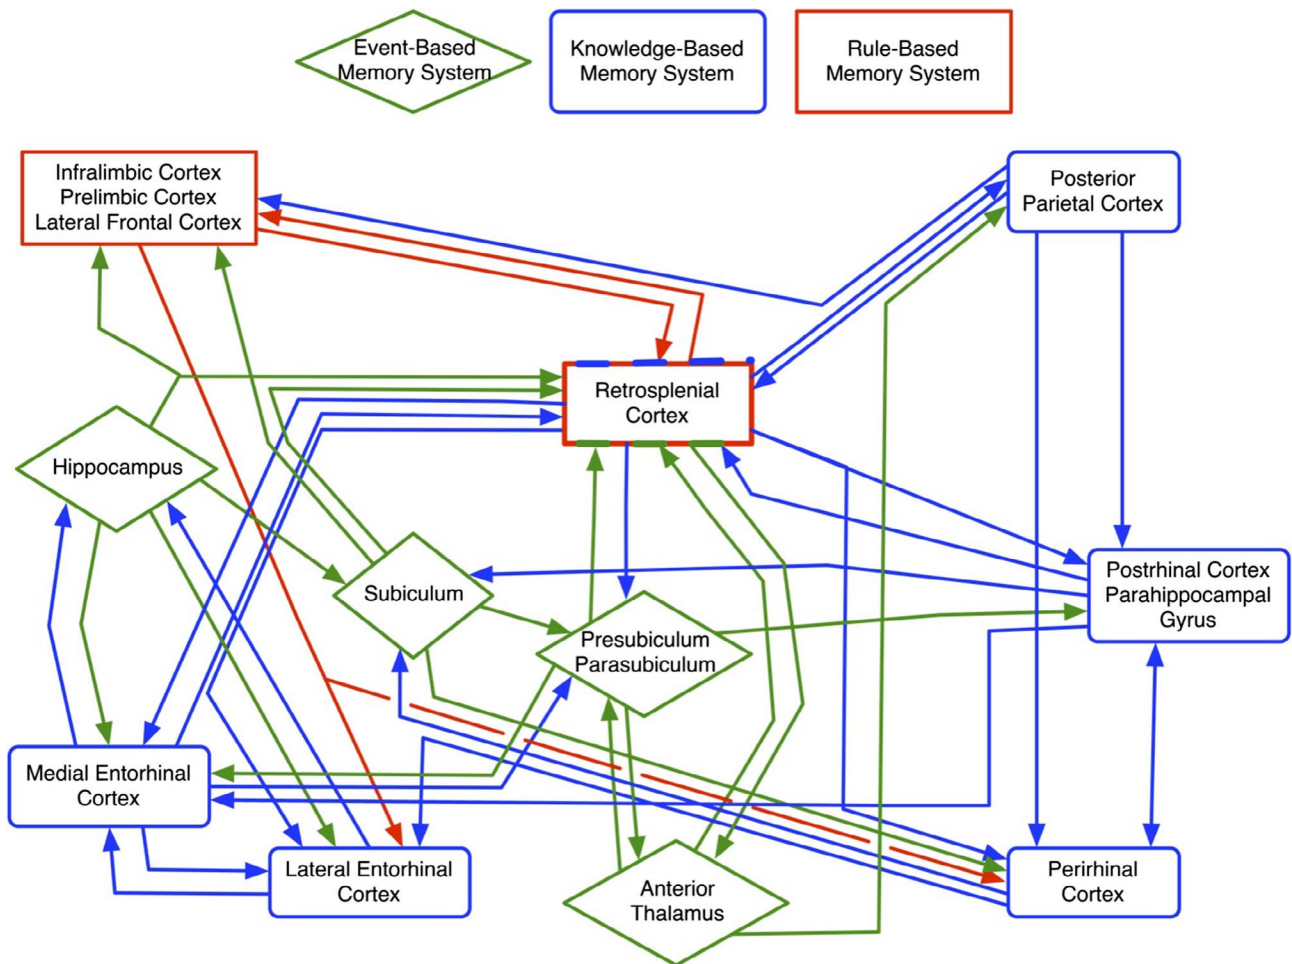 Event-Based
Memory System
Knowledge-Based
Memory System
Rule-Based
Memory System
Infralimbic Cortex
Prelimbic Cortex
Lateral Frontal Cortex
Posterior
Parietal Cortex
Retrosplenial
Cortex
Hippocampus
Subiculum
Presubiculum
Parasubiculum
Postrhinal Cortex
Parahippocampal
Gyrus
Medial Entorhinal
Cortex
Lateral Entorhinal
Cortex
Anterior
Thalamus
Perirhinal
Cortex